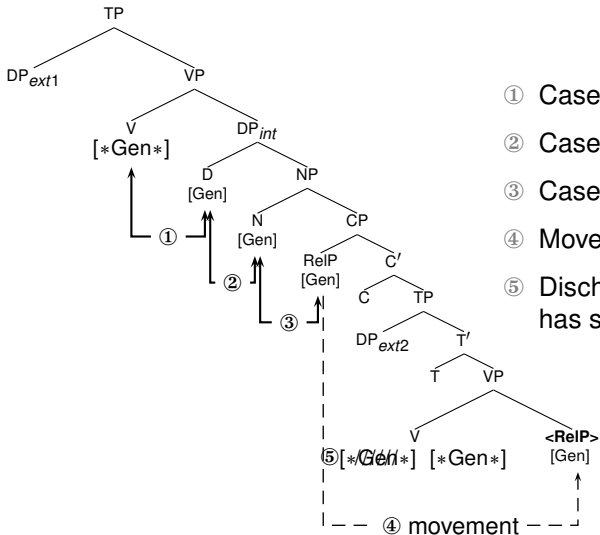 TP
DPext1 VP
V DPint
[∗Gen∗]
D NP
[Gen]
N CP
[Gen]
RelP C′
[Gen]
C TP
DPext2 T′
T VP
V <RelP>
⑤[∗Gen∗] [∗Gen∗] [Gen]
①
②
③
④ movement
① Case
② Case
③ Case
④ Move
⑤ Disch
has s